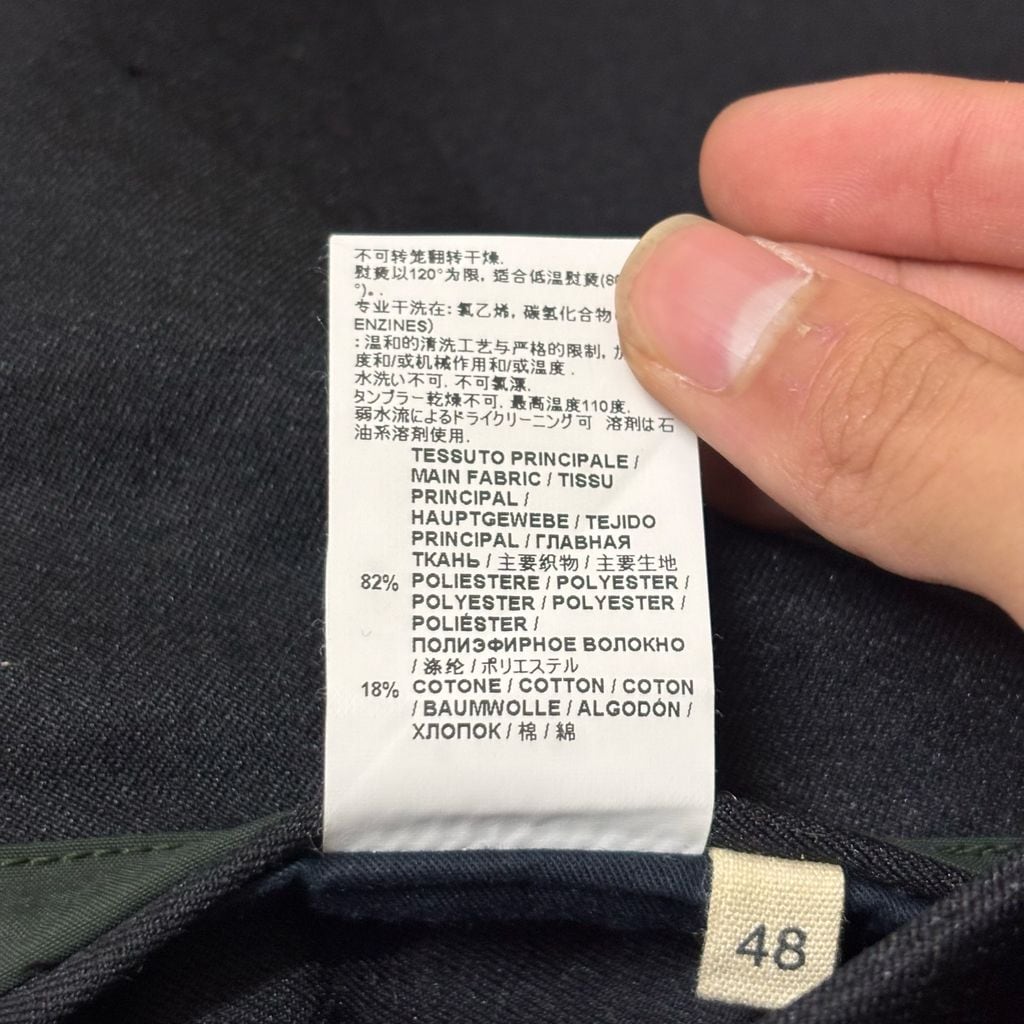 不可转笼翻转干燥.
熨烫以120°为限, 适合低温熨烫(80
°)。.
专业干洗在: 氯乙烯, 碳氢化合物
ENZINES)
: 温和的清洗工艺与严格的限制,
度和/或机械作用和/或温度 .
水洗い不可. 不可氯漂.
タンブラー乾燥不可. 最高温度110度.
弱水流によるドライクリーニング可 溶剤は石
油系溶剤使用.
TESSUTO PRINCIPALE /
MAIN FABRIC / TISSU
PRINCIPAL /
HAUPTGEWEBE / TEJIDO
PRINCIPAL / ГЛАВНАЯ
ТКАНЬ / 主要织物 / 主要生地
82% POLIESTERE / POLYESTER /
POLYESTER / POLYESTER /
POLIÉSTER /
ПОЛИЭФИРНОЕ ВОЛОКНО
/ 涤纶 / ポリエステル
18% COTONE / COTTON / COTON
/ BAUMWOLLE / ALGODÓN /
ХЛОПОК / 棉 / 綿
48